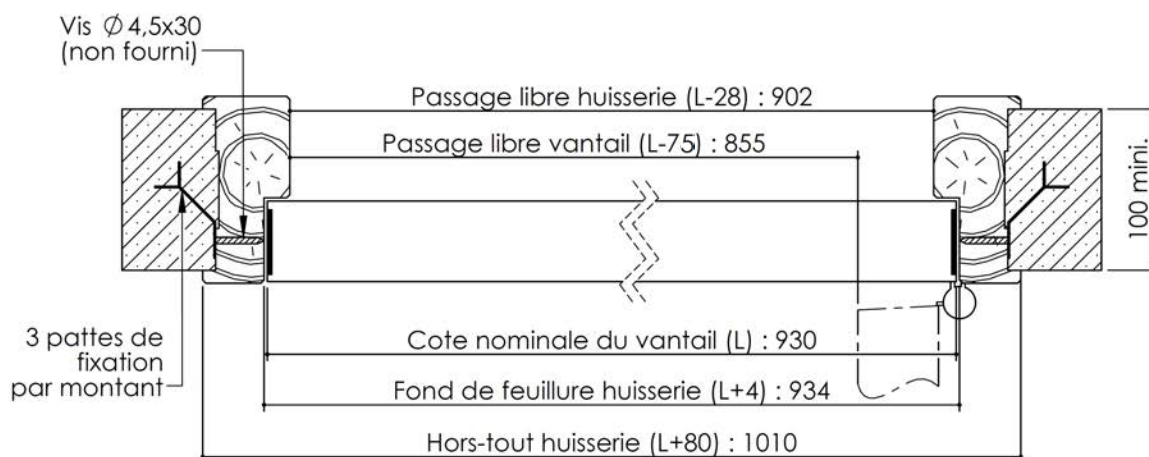 Vis Ø 4,5x30
(non fourni)
Passage libre huisserie (L-28) : 902
Passage libre vantail (L-75) : 855
100 mini.
3 pattes de
fixation
par montant
Cote nominale du vantail (L) : 930
Fond de feuillure huisserie (L+4) : 934
Hors-tout huisserie (L+80) : 1010